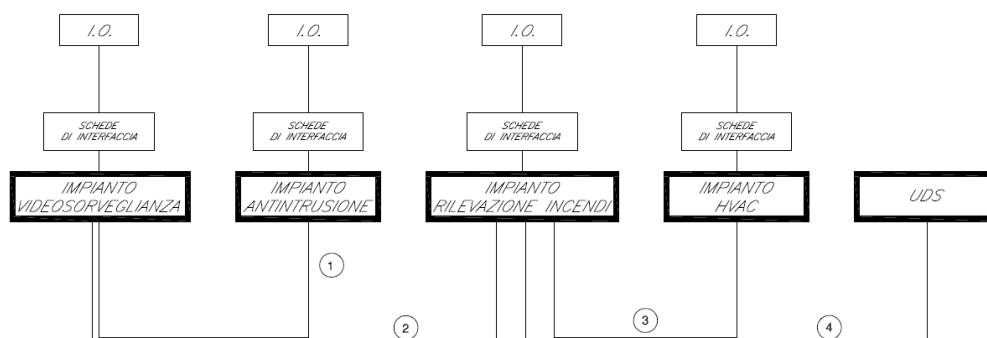 I.O.
I.O.
I.O.
I.O.
SCHEDE
DI INTERFACCIA
SCHEDE
DI INTERFACCIA
SCHEDE
DI INTERFACCIA
SCHEDE
DI INTERFACCIA
IMPIANTO
VIDEOSORVEGLIANZA
IMPIANTO
ANTINTRUSIONE
IMPIANTO
RILEVAZIONE INCENDI
IMPIANTO
HVAC
UDS
1
2
3
4